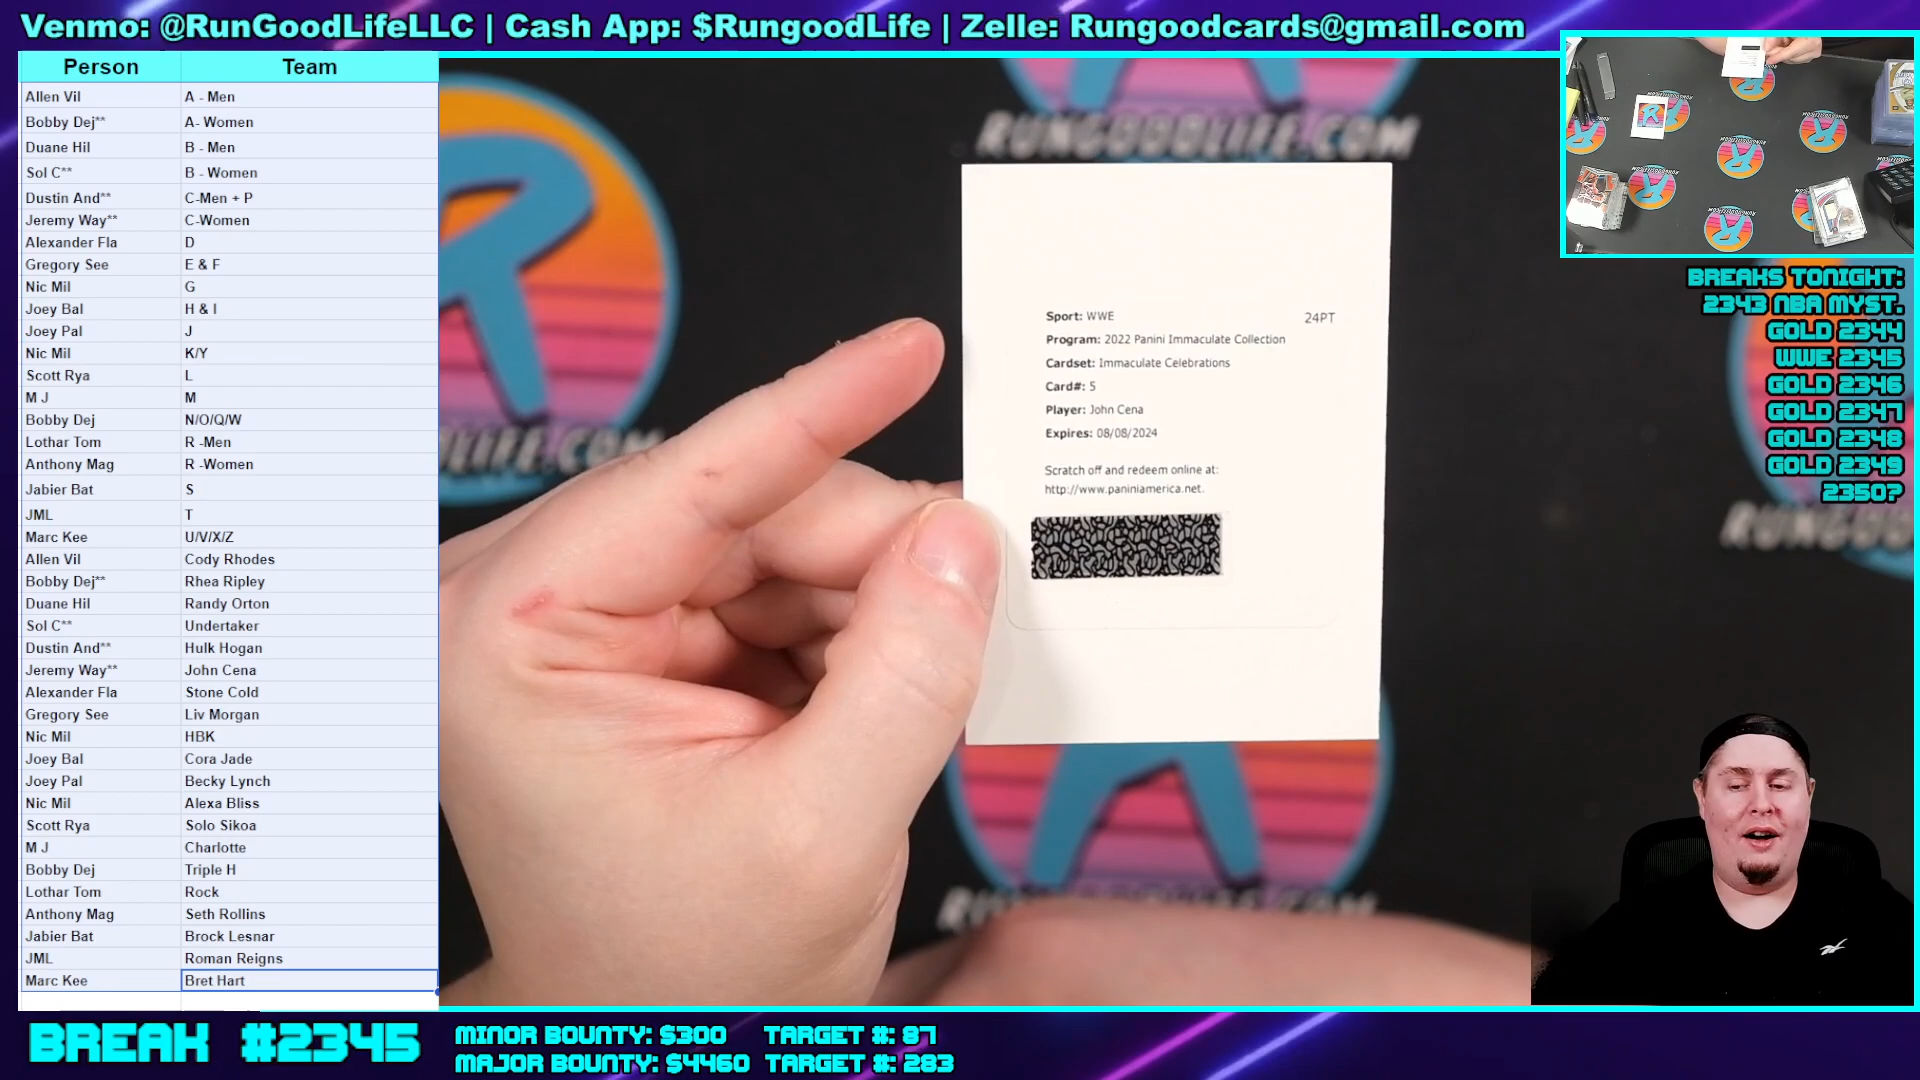 Venmo: @RunGoodLifeLLC | Cash App: $RungoodLife | Zelle: Rungoodcards@gmail.com
Person Team
Allen Vil A - Men
Bobby Dej** A- Women
Duane Hil B - Men
Sol C** B - Women
Dustin And** C-Men + P
Jeremy Way** C-Women
Alexander Fla D
Gregory See E & F
Nic Mil G
Joey Bal H & I
Joey Pal J
Nic Mil K/Y
Scott Rya L
M J M
Bobby Dej N/O/Q/W
Lothar Tom R -Men
Anthony Mag R -Women
Jabier Bat S
JML T
Marc Kee U/V/X/Z
Allen Vil Cody Rhodes
Bobby Dej** Rhea Ripley
Duane Hil Randy Orton
Sol C** Undertaker
Dustin And** Hulk Hogan
Jeremy Way** John Cena
Alexander Fla Stone Cold
Gregory See Liv Morgan
Nic Mil HBK
Joey Bal Cora Jade
Joey Pal Becky Lynch
Nic Mil Alexa Bliss
Scott Rya Solo Sikoa
M J Charlotte
Bobby Dej Triple H
Lothar Tom Rock
Anthony Mag Seth Rollins
Jabier Bat Brock Lesnar
JML Roman Reigns
Marc Kee Bret Hart
RUNGOODLIFE.COM
Sport: WWE 24PT
Program: 2022 Panini Immaculate Collection
Cardset: Immaculate Celebrations
Card#: 5
Player: John Cena
Expires: 08/08/2024
Scratch off and redeem online at:
http://www.paniniamerica.net.
BREAKS TONIGHT:
2343 NBA MYST.
GOLD 2344
WWE 2345
GOLD 2346
GOLD 2347
GOLD 2348
GOLD 2349
2350?
BREAK #2345
MINOR BOUNTY: $300 TARGET #: 87
MAJOR BOUNTY: $4460 TARGET #: 283